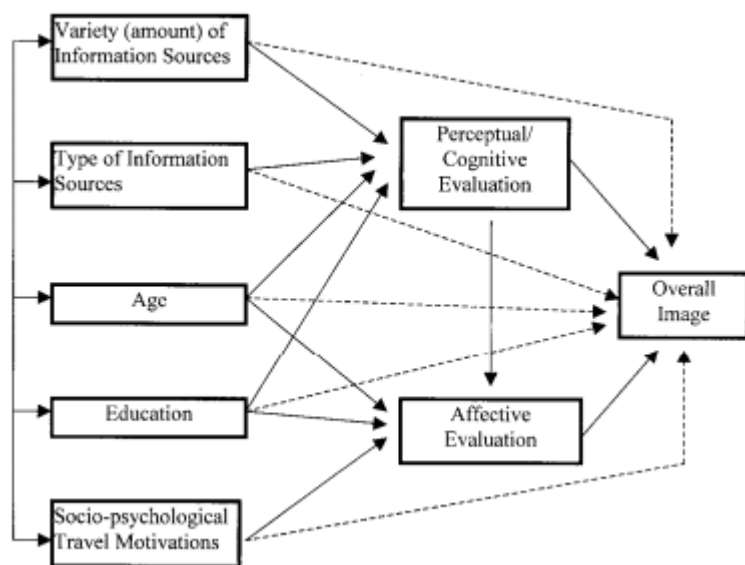 Variety (amount) of
Information Sources
Type of Information
Sources
Age
Education
Socio-psychological
Travel Motivations
Perceptual/
Cognitive
Evaluation
Affective
Evaluation
Overall
Image